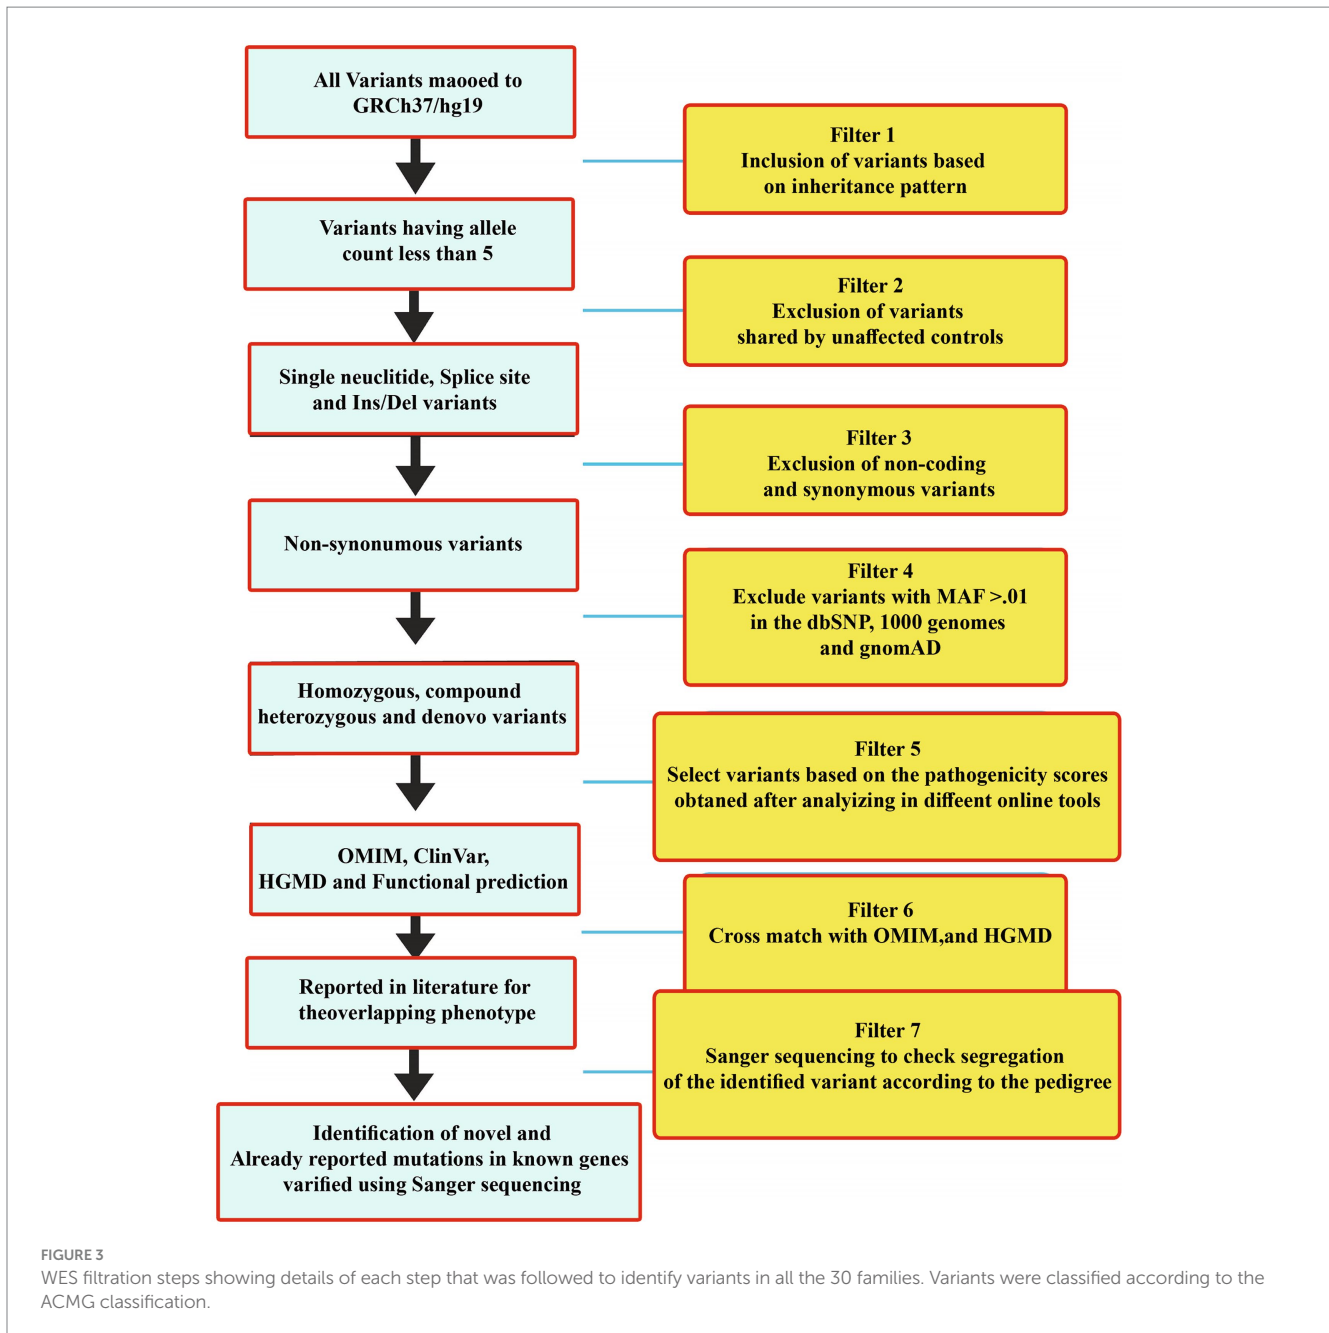 All Variants maooed to
GRCh37/hg19
Filter 1
Inclusion of variants based
on inheritance pattern
Variants having allele
count less than 5
Filter 2
Exclusion of variants
shared by unaffected controls
Single neuclitide, Splice site
and Ins/Del variants
Filter 3
Exclusion of non-coding
and synonymous variants
Non-synonumous variants
Filter 4
Exclude variants with MAF >.01
in the dbSNP, 1000 genomes
and gnomAD
Homozygous, compound
heterozygous and denovo variants
Filter 5
Select variants based on the pathogenicity scores
obtaned after analyizing in diffeent online tools
OMIM, ClinVar,
HGMD and Functional prediction
Filter 6
Cross match with OMIM,and HGMD
Reported in literature for
theoverlapping phenotype
Filter 7
Sanger sequencing to check segregation
of the identified variant according to the pedigree
Identification of novel and
Already reported mutations in known genes
varified using Sanger sequencing
FIGURE 3
WES filtration steps showing details of each step that was followed to identify variants in all the 30 families. Variants were classified according to the
ACMG classification.